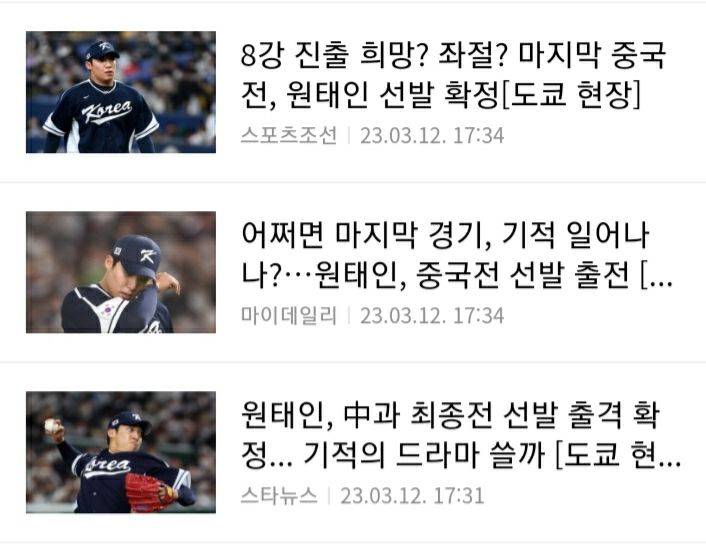 8강 진출 희망? 좌절? 마지막 중국
전, 원태인 선발 확정[도쿄 현장]
스포츠조선 | 23.03.12. 17:34
Korea
어쩌면 마지막 경기, 기적 일어나
나?…원태인, 중국전 선발 출전 [...
마이데일리 | 23.03.12. 17:34
K
원태인, 中과 최종전 선발 출격 확
정... 기적의 드라마 쓸까 [도쿄 현...
스타뉴스 | 23.03.12. 17:31
Korea